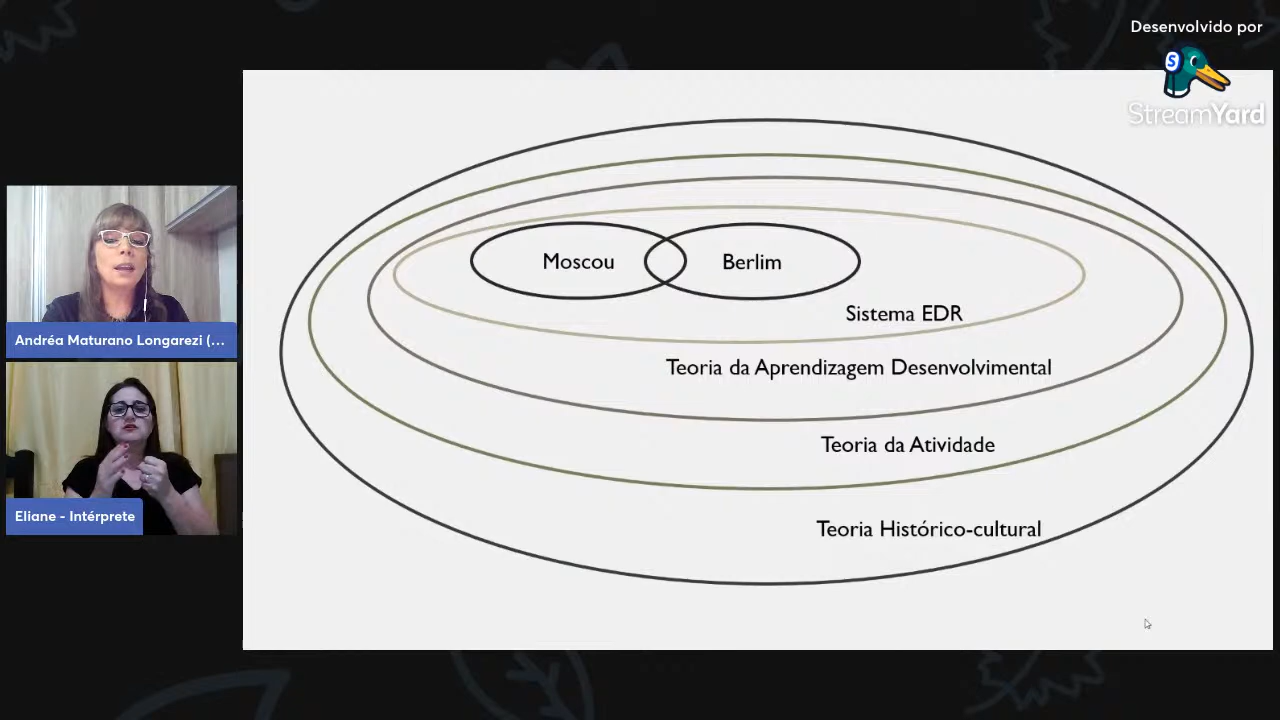 Desenvolvido por
StreamYard
Moscou
Berlim
Sistema EDR
Teoria da Aprendizagem Desenvolvimental
Teoria da Atividade
Teoria Histórico-cultural
Andréa Maturano Longarezi (...
Eliane - Intérprete